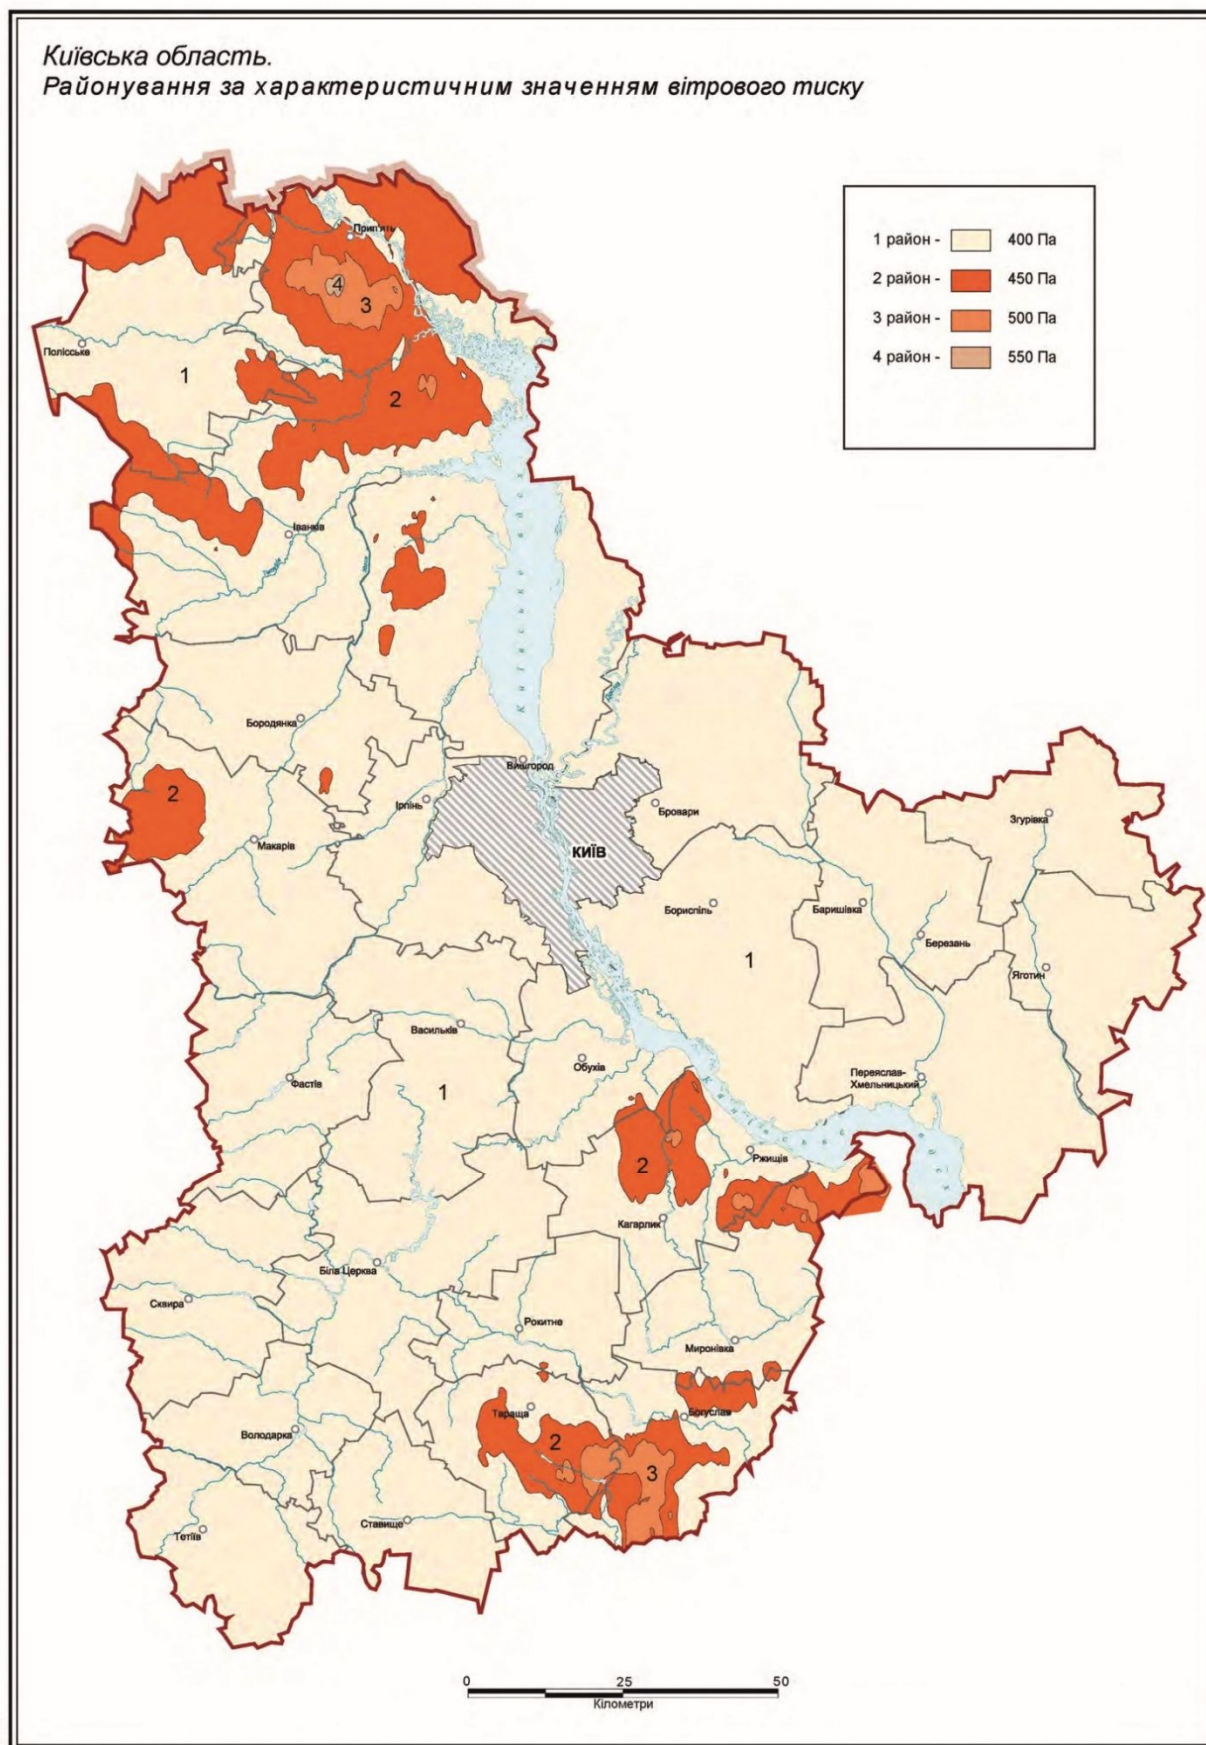 Київська область.
Районування за характеристичним значенням вітрового тиску
1 район - 400 Па
2 район - 450 Па
3 район - 500 Па
4 район - 550 Па
Прип'ять
4
3
Полісське
1
2
Іванків
Київське
Бородянка
Вишгород
2
Ірпінь
Бровари
Згурівка
Макарів
КИЇВ
Бориспіль
Баришівка
Березань
1
Яготин
Васильків
Обухів
Фастів
Переяслав-
Хмельницький
1
Ржищів
2
Кагарлик
Біла Церква
Сквира
Рокитне
Миронівка
Тараща
Богуслав
Володарка
2
3
Ставище
Тетіїв
0 25 50
Кілометри